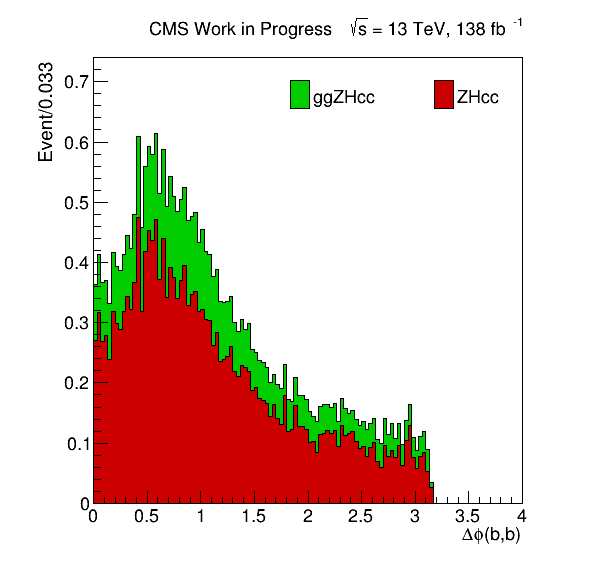 CMS Work in Progress √s = 13 TeV, 138 fb⁻¹
Event/0.033
ggZHcc ZHcc
0.7
0.6
0.5
0.4
0.3
0.2
0.1
0
0 0.5 1 1.5 2 2.5 3 3.5 4
Δϕ(b,b)